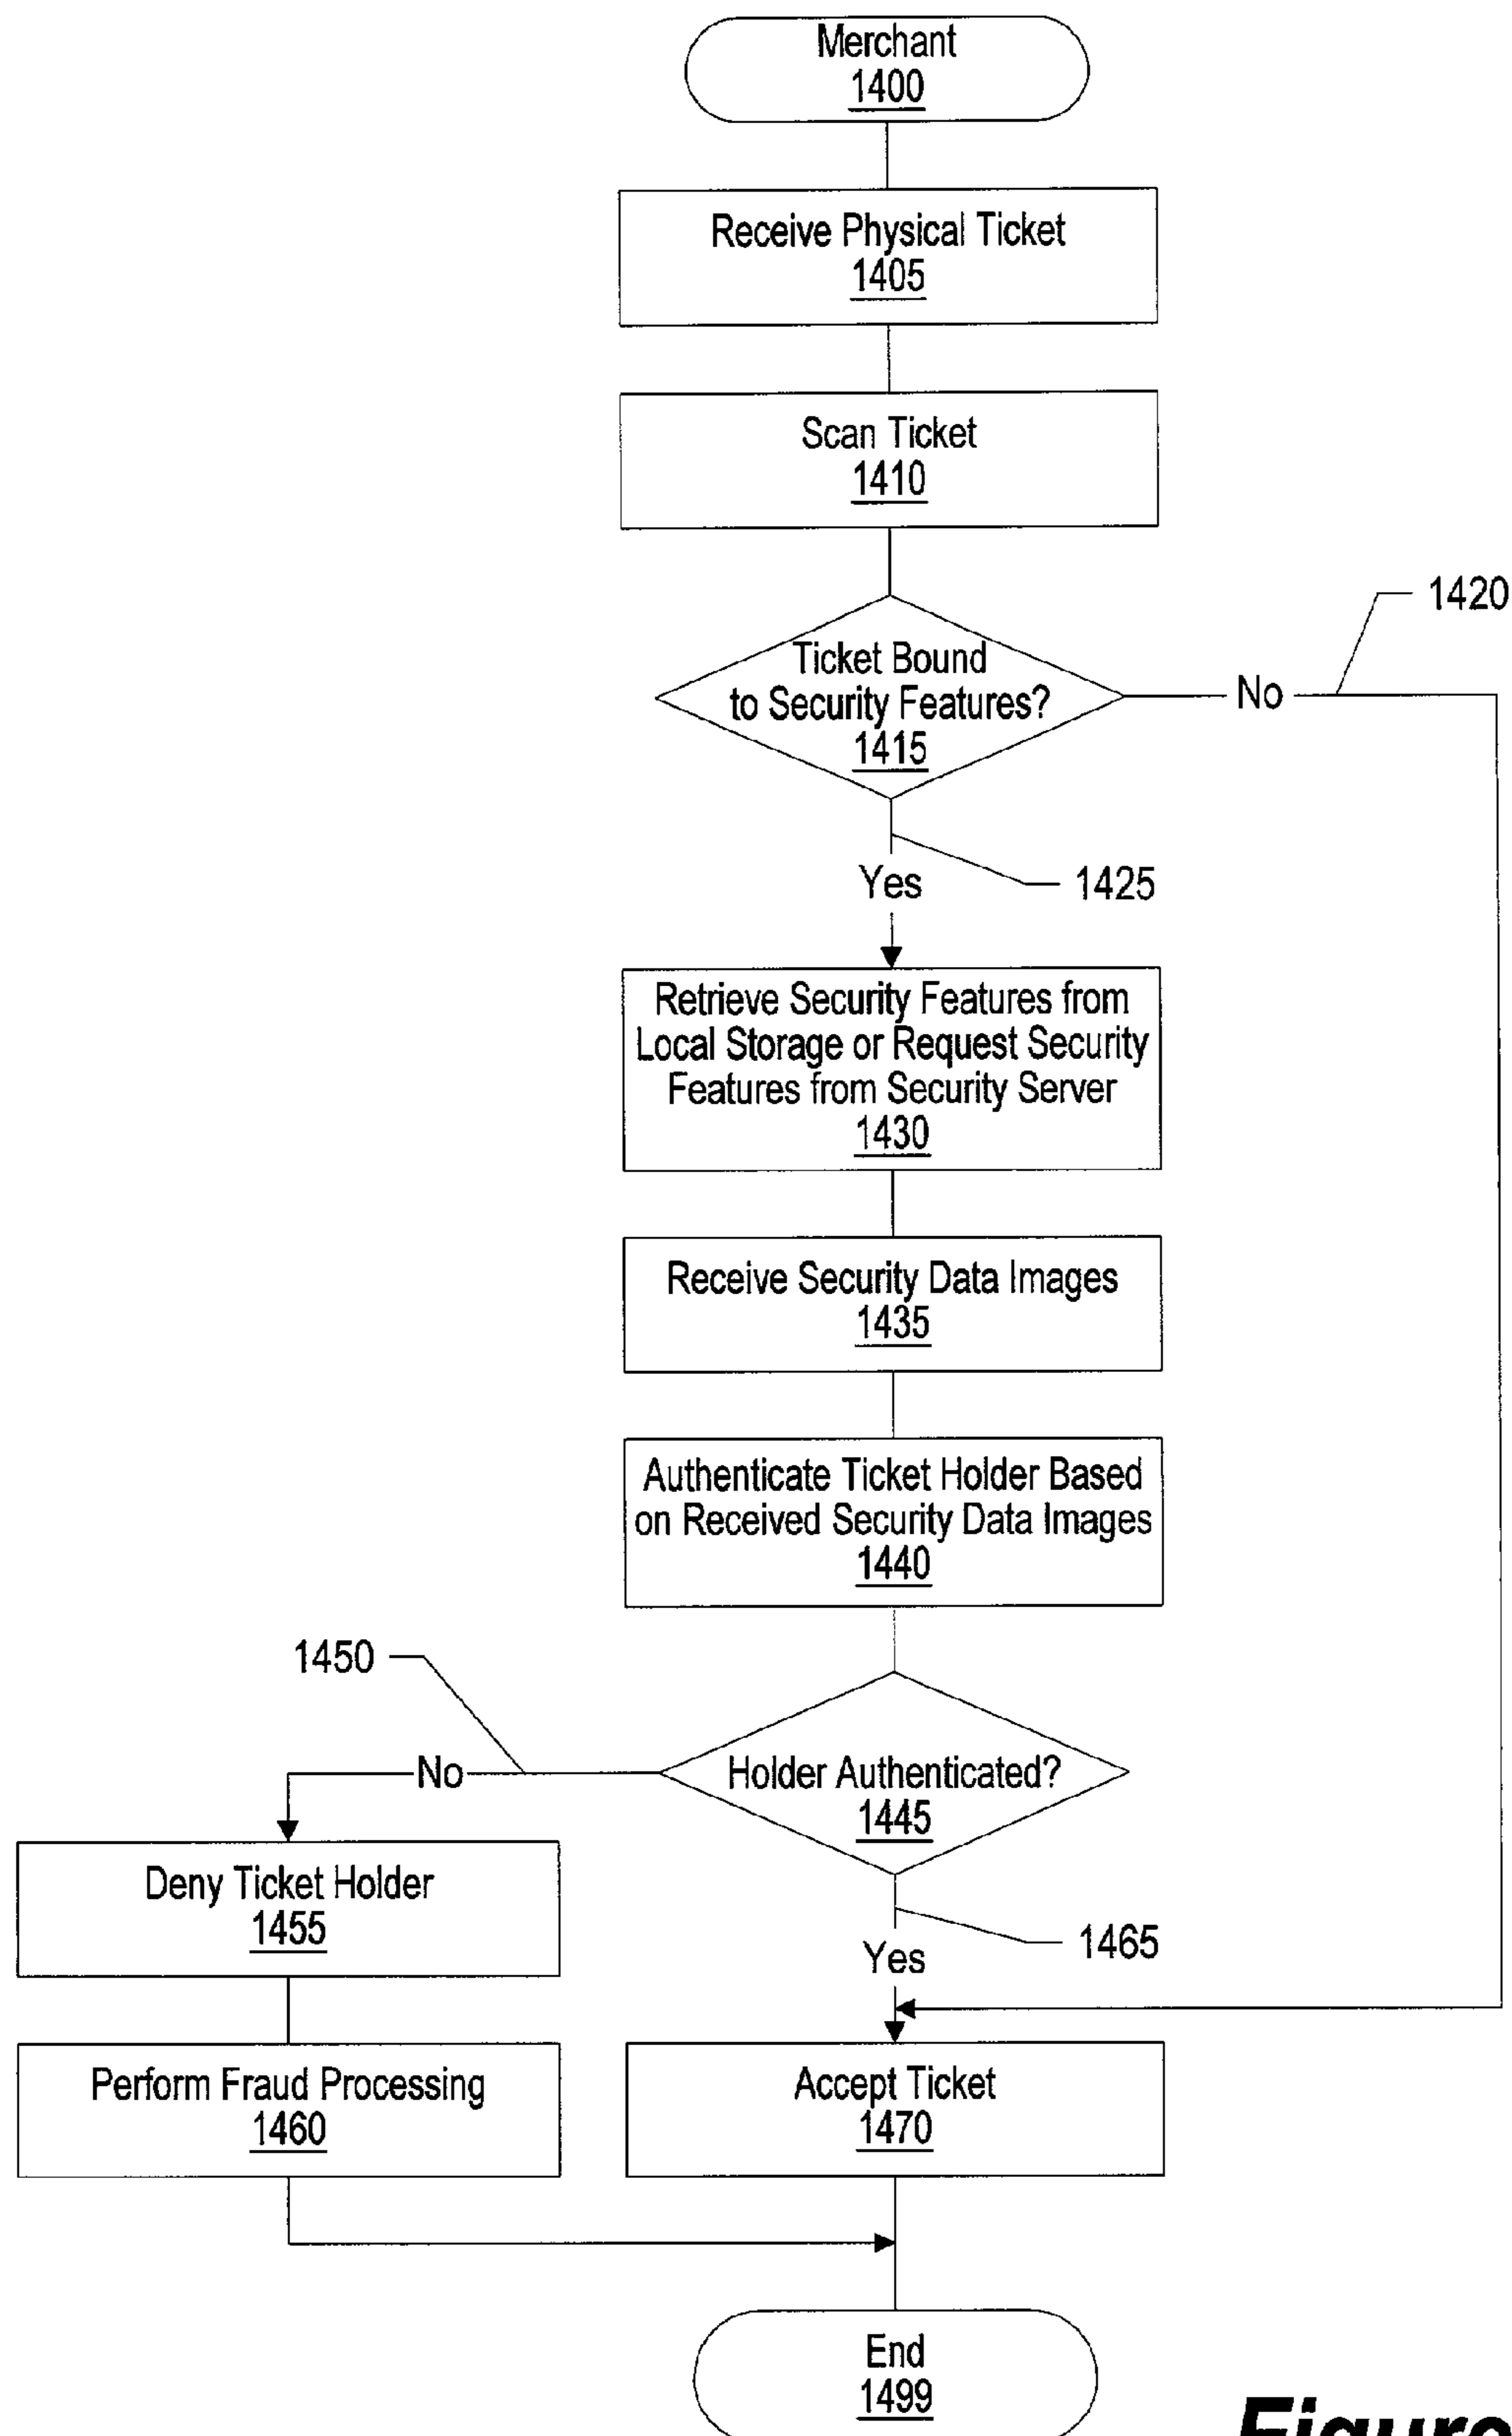 Merchant
1400
Receive Physical Ticket
1405
Scan Ticket
1410
1420
Ticket Bound
to Security Features?
1415
No
Yes
1425
Retrieve Security Features from
Local Storage or Request Security
Features from Security Server
1430
Receive Security Data Images
1435
Authenticate Ticket Holder Based
on Received Security Data Images
1440
1450
No
Holder Authenticated?
1445
Deny Ticket Holder
1455
1465
Yes
Perform Fraud Processing
1460
Accept Ticket
1470
End
1499
Figure